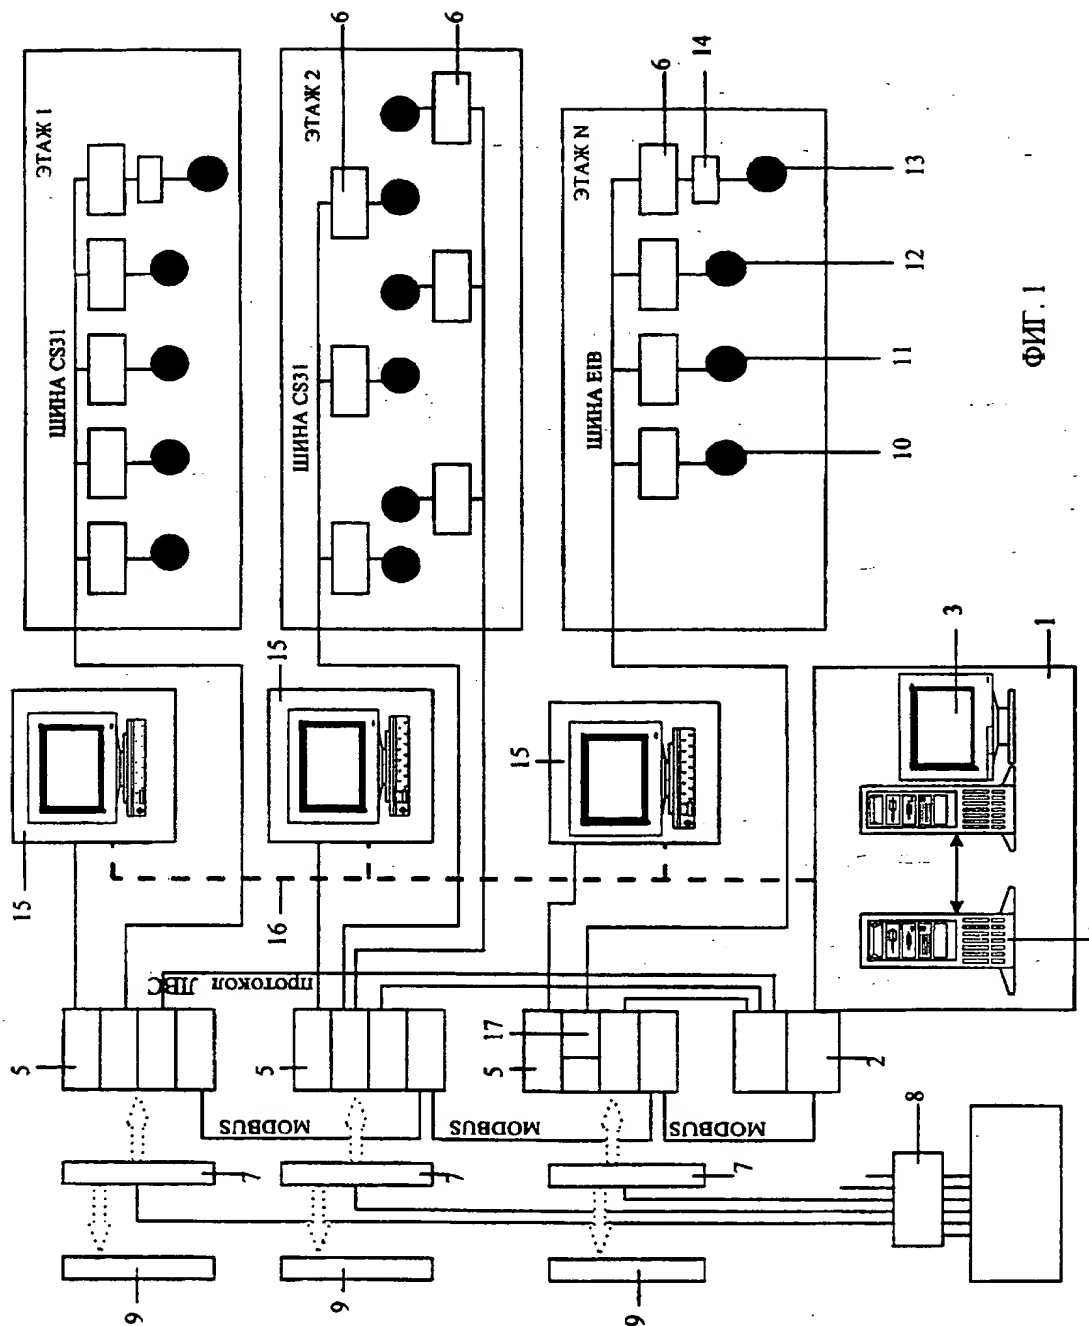 ЭТАЖ 1
ШИНА CS31
ЭТАЖ 2
ШИНА CS31
6
6
ЭТАЖ N
ШИНА EIB
6
14
13
12
11
10
15
15
15
16
3
1
5
5
5
17
2
ЛВС протокол
MODBUS
MODBUS
MODBUS
7
7
7
8
9
9
9
ФИГ. 1